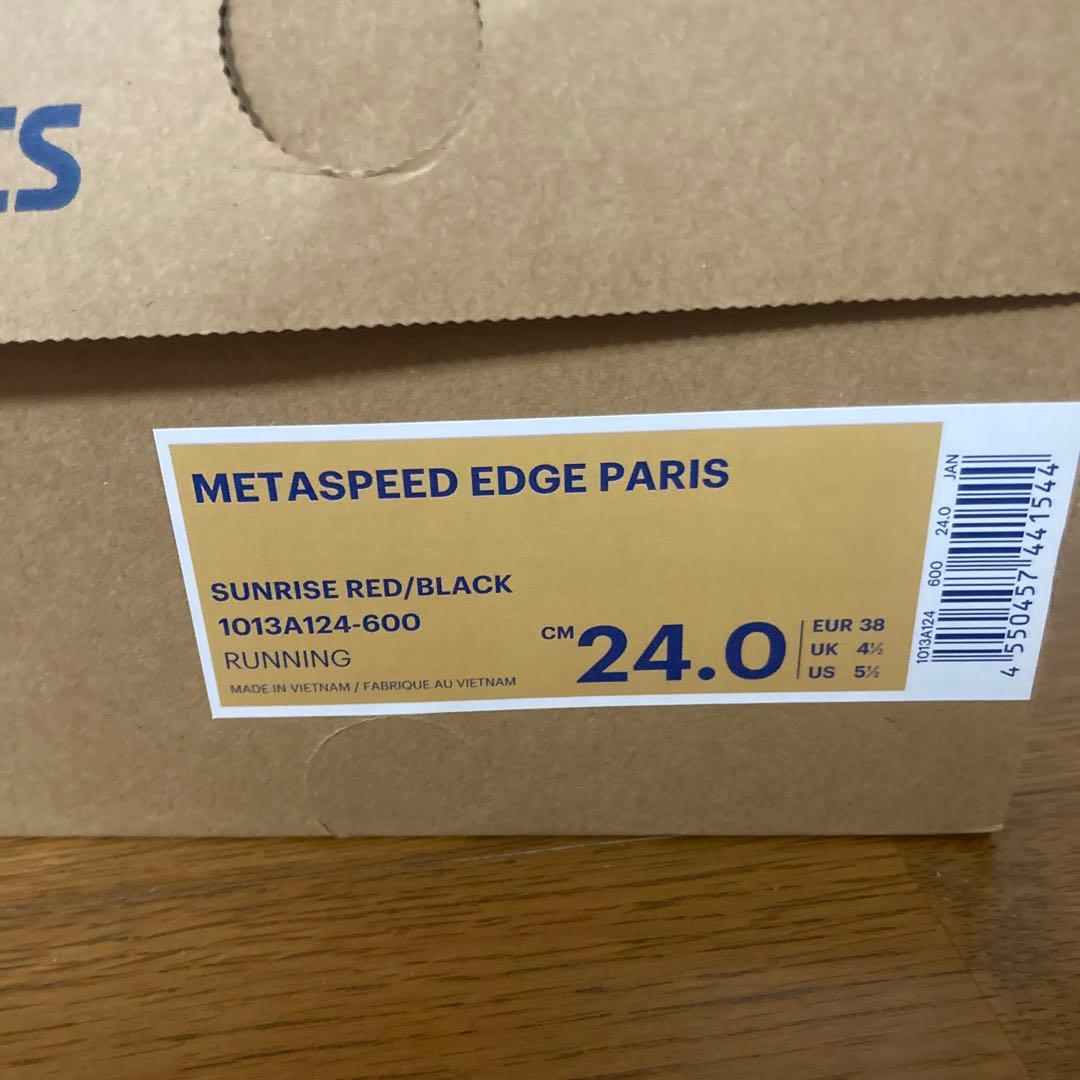 METASPEED EDGE PARIS
SUNRISE RED/BLACK
1013A124-600
RUNNING
MADE IN VIETNAM / FABRIQUE AU VIETNAM
CM 24.0
EUR 38
UK 4½
US 5½
1013A124 600 24.0 JAN
4 550457 441544